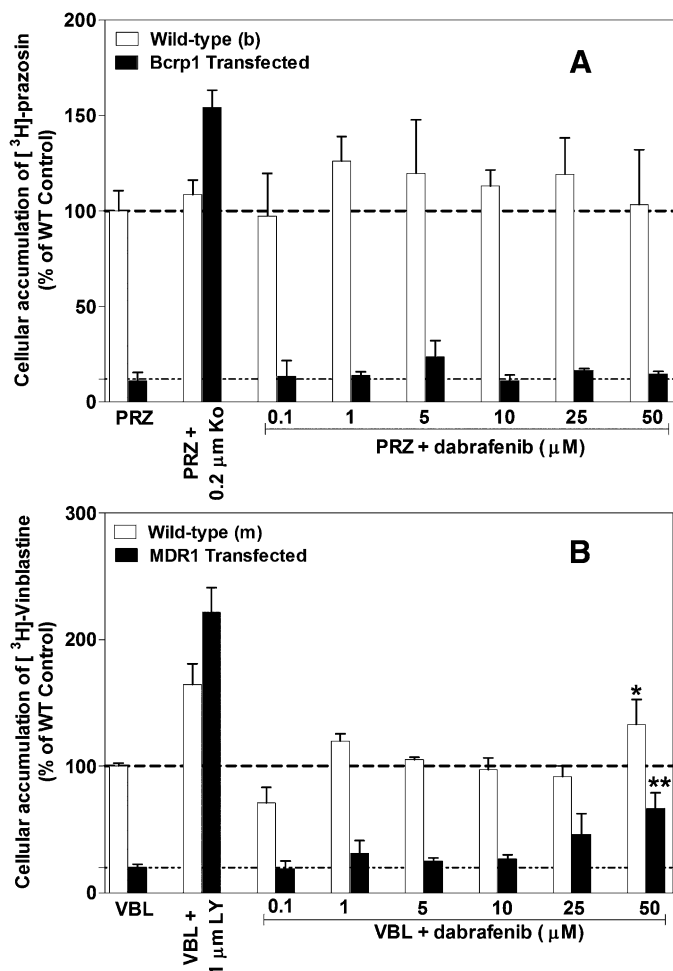 Wild-type (b)
Bcrp1 Transfected
A
Cellular accumulation of [³H]-prazosin
(% of WT Control)
200
150
100
50
0
PRZ
PRZ +
0.2 μm Ko
0.1
1
5
10
25
50
PRZ + dabrafenib ( μM)
Wild-type (m)
MDR1 Transfected
B
Cellular accumulation of [³H]-Vinblastine
(% of WT Control)
300
200
100
0
*
**
VBL
VBL +
1 μm LY
0.1
1
5
10
25
50
VBL + dabrafenib ( μM)